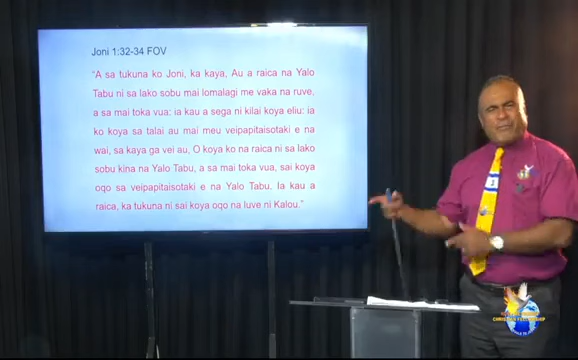 Joni 1:32-34 FOV
"A sa tukuna ko Joni, ka kaya, Au a raica na Yalo
Tabu ni sa lako sobu mai lomalagi me vaka na ruve,
a sa mai toka vua: ia kau a sega ni kilai koya eliu: ia
ko koya sa talai au mai meu veipapitaisotaki e na
wai, sa kaya ga vei au, O koya ko na raica ni sa lako
sobu kina na Yalo Tabu, a sa mai toka vua, sai koya
oqo sa veipapitaisotaki e na Yalo Tabu. Ia kau a
raica, ka tukuna ni sai koya oqo na luve ni Kalou."